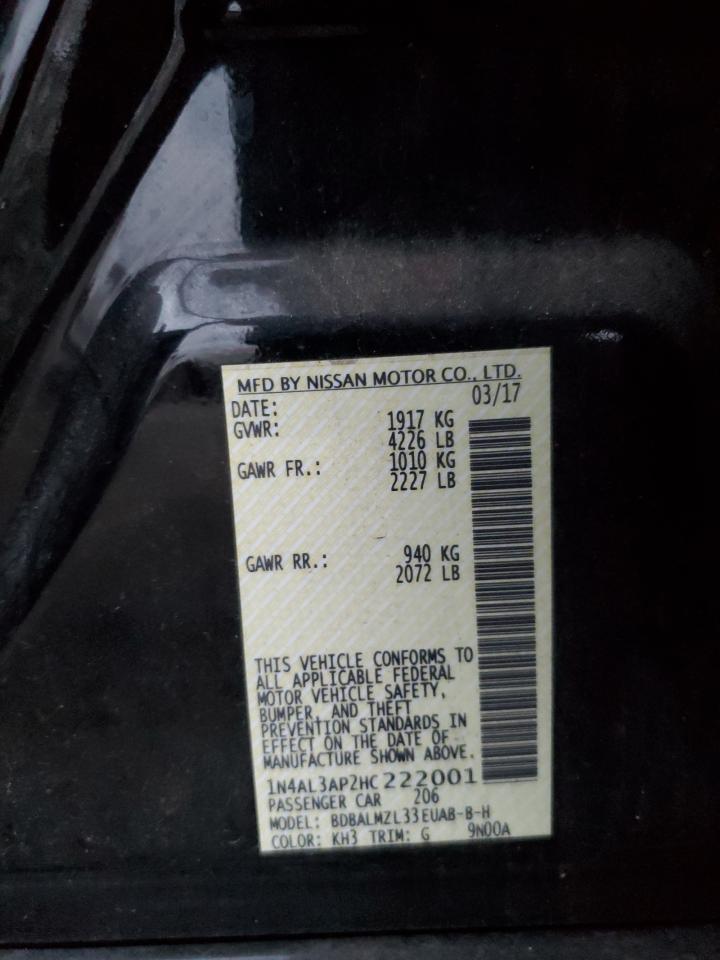 MFD BY NISSAN MOTOR CO., LTD.
DATE: 03/17
GVWR: 1917 KG
4226 LB
GAWR FR.: 1010 KG
2227 LB
GAWR RR.: 940 KG
2072 LB
THIS VEHICLE CONFORMS TO
ALL APPLICABLE FEDERAL
MOTOR VEHICLE SAFETY,
BUMPER, AND THEFT
PREVENTION STANDARDS IN
EFFECT ON THE DATE OF
MANUFACTURE SHOWN ABOVE.
1N4AL3AP2HC222001
PASSENGER CAR 206
MODEL: BDBALMZL33EUAB-B-H
COLOR: KH3 TRIM: G 9N00A